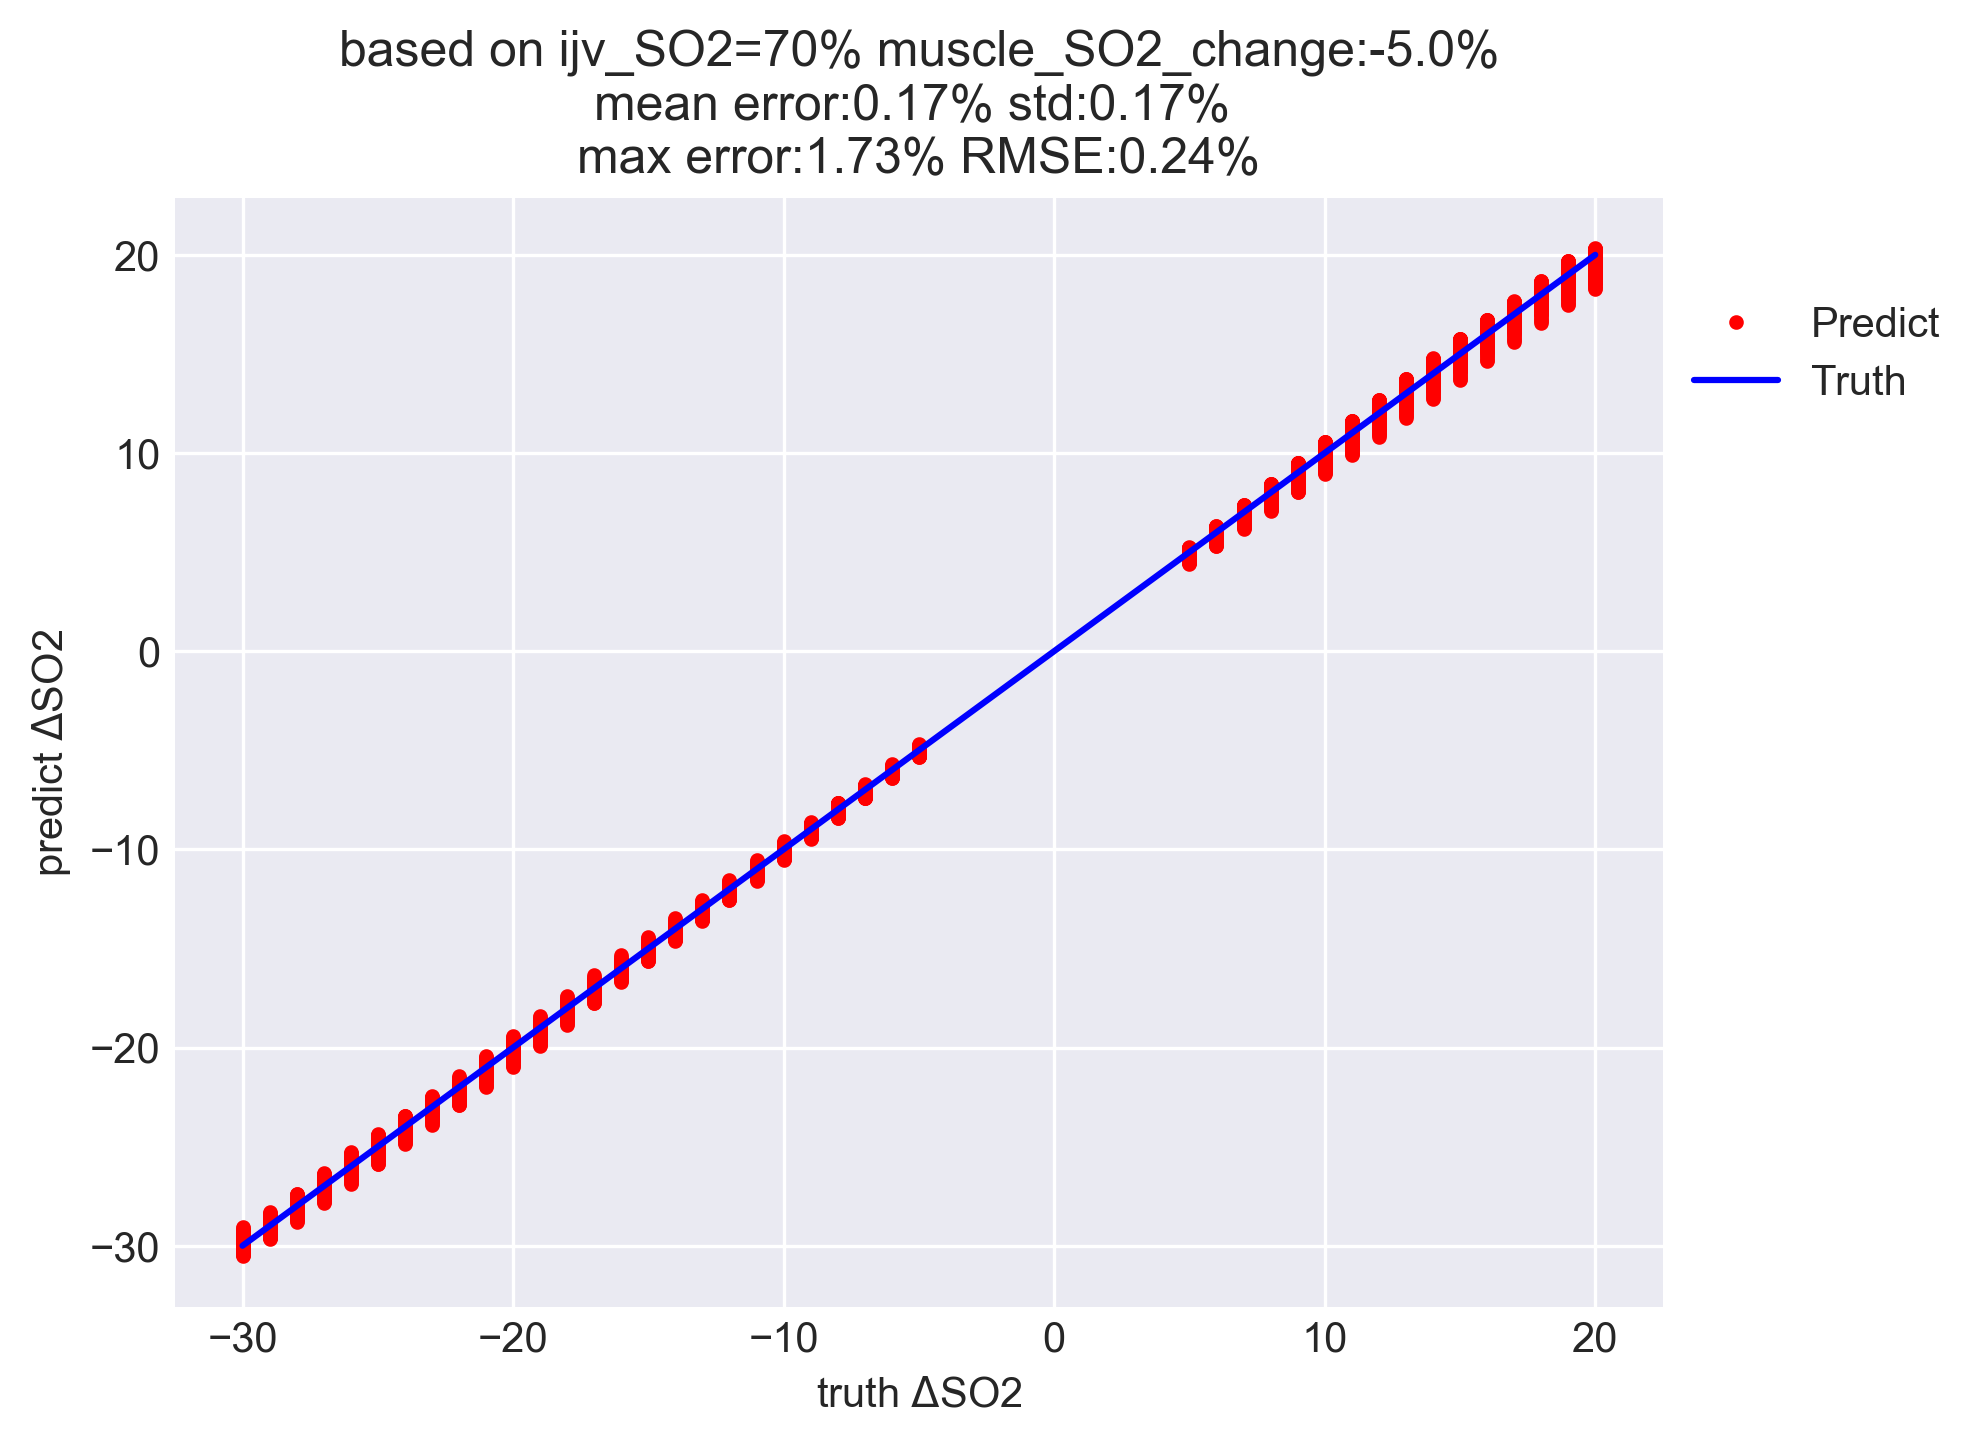 based on ijv_SO2=70% muscle_SO2_change:-5.0%
mean error:0.17% std:0.17%
max error:1.73% RMSE:0.24%
20
10
0
−10
−20
−30
predict ΔSO2
−30
−20
−10
0
10
20
truth ΔSO2
Predict
Truth